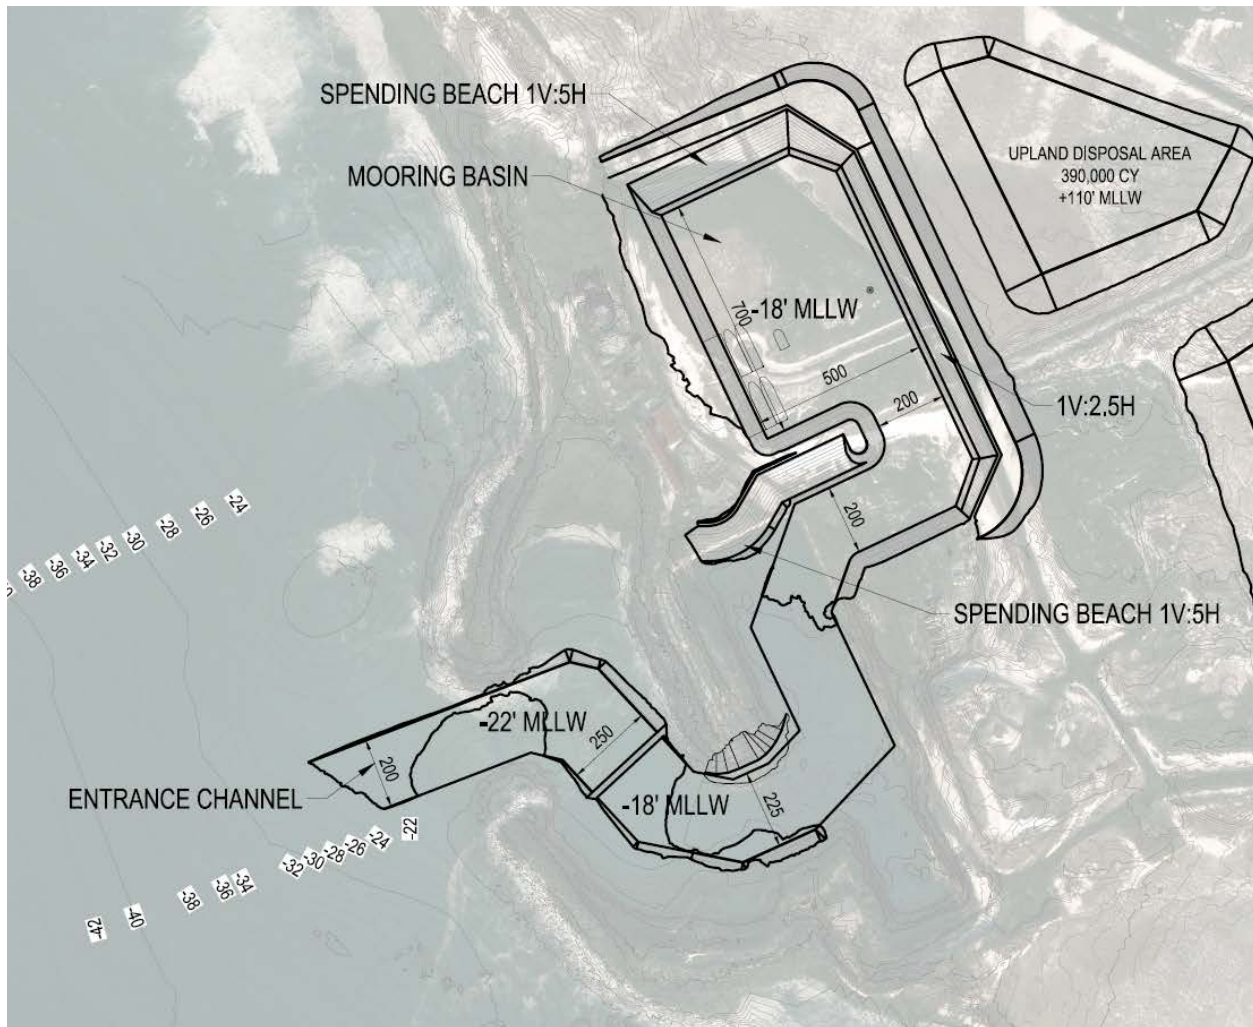 SPENDING BEACH 1V:5H
MOORING BASIN
UPLAND DISPOSAL AREA
390,000 CY
+110' MLLW
-18' MLLW
700
500
200
1V:2.5H
200
SPENDING BEACH 1V:5H
-24
-26
-28
-30
-32
-34
-36
-38
-22' MLLW
250
200
ENTRANCE CHANNEL
-18' MLLW
225
-22
-24
-26
-28
-30
-32
-34
-36
-38
-40
-42